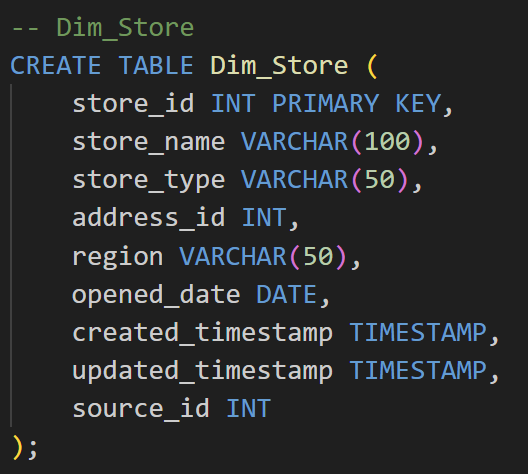 -- Dim_Store
CREATE TABLE Dim_Store (
    store_id INT PRIMARY KEY,
    store_name VARCHAR(100),
    store_type VARCHAR(50),
    address_id INT,
    region VARCHAR(50),
    opened_date DATE,
    created_timestamp TIMESTAMP,
    updated_timestamp TIMESTAMP,
    source_id INT
);